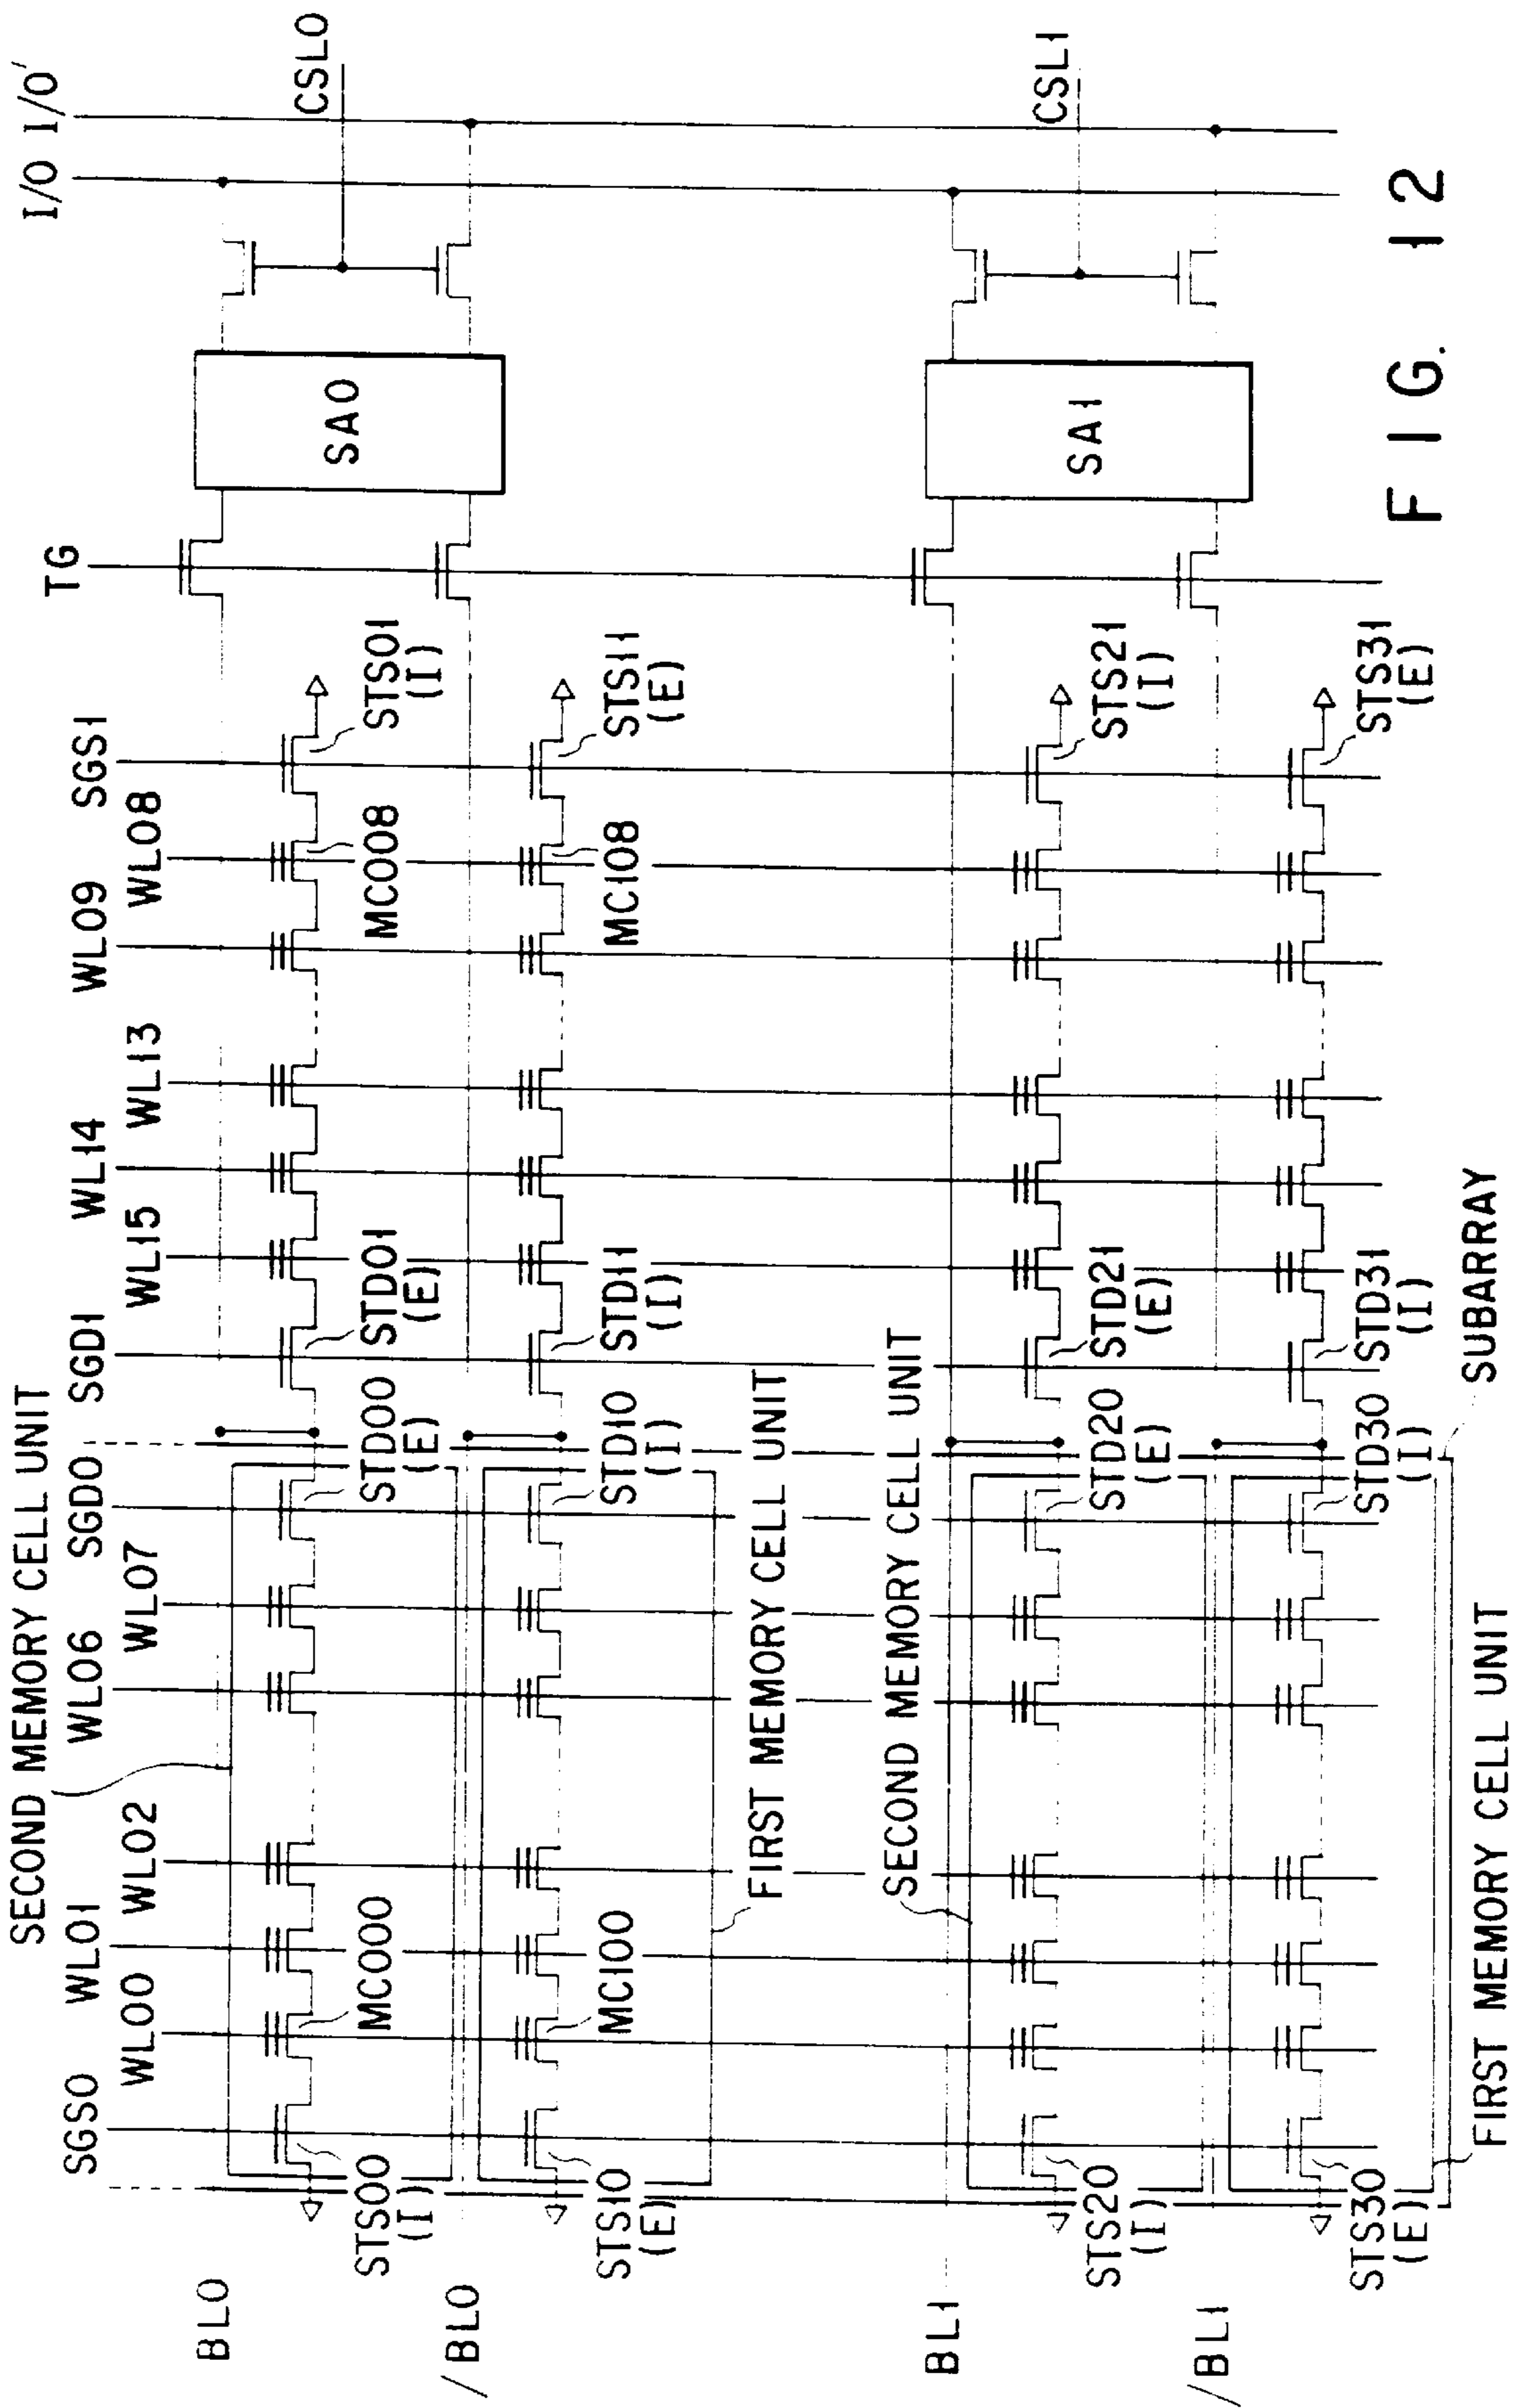 I/O I/O'
CSL0
CSL1
SA0
SA1
TG
SGS1
WL08
WL09
WL13
WL14
WL15
SGD1
SGD0
WL07
WL06
WL02
WL01
WL00
SGS0
SECOND MEMORY CELL UNIT
STS01
(I)
STS11
(E)
STS21
(I)
STS31
(E)
MC008
MC108
STD01
(E)
STD11
(I)
STD21
(E)
STD31
(I)
STD00
(E)
STD10
(I)
STD20
(E)
STD30
(I)
SUBARRAY
FIRST MEMORY CELL UNIT
SECOND MEMORY CELL UNIT
FIRST MEMORY CELL UNIT
MC000
MC100
STS00
(I)
STS10
(E)
STS20
(I)
STS30
(E)
BL0
/BL0
BL1
/BL1
FIG. 12